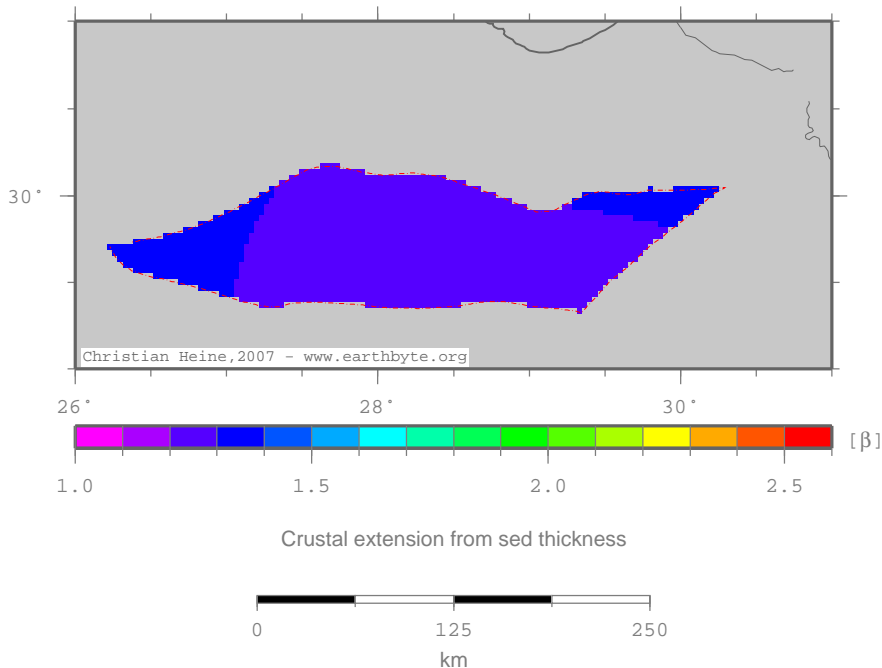 30°
Christian Heine,2007 - www.earthbyte.org
26° 28° 30°
[β]
1.0 1.5 2.0 2.5
Crustal extension from sed thickness
0 125 250
km